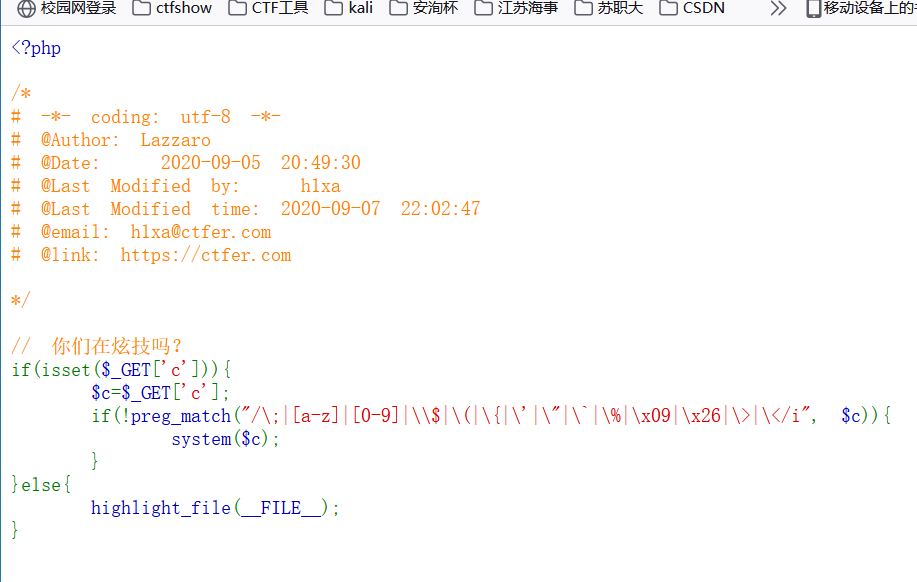 校园网登录 ctfshow CTF工具 kali 安洵杯 江苏海事 苏职大 CSDN 移动设备上的
<?php
/*
# -*- coding: utf-8 -*-
# @Author: Lazzaro
# @Date: 2020-09-05 20:49:30
# @Last Modified by: hlxa
# @Last Modified time: 2020-09-07 22:02:47
# @email: hlxa@ctfer.com
# @link: https://ctfer.com
*/
// 你们在炫技吗？
if(isset($_GET['c'])){
$c=$_GET['c'];
if(!preg_match("/\;|[a-z]|[0-9]|\\$|\(|\{|\'|\"|\`|\%|\x09|\x26|\>|\</i", $c)){
system($c);
}
}else{
highlight_file(__FILE__);
}